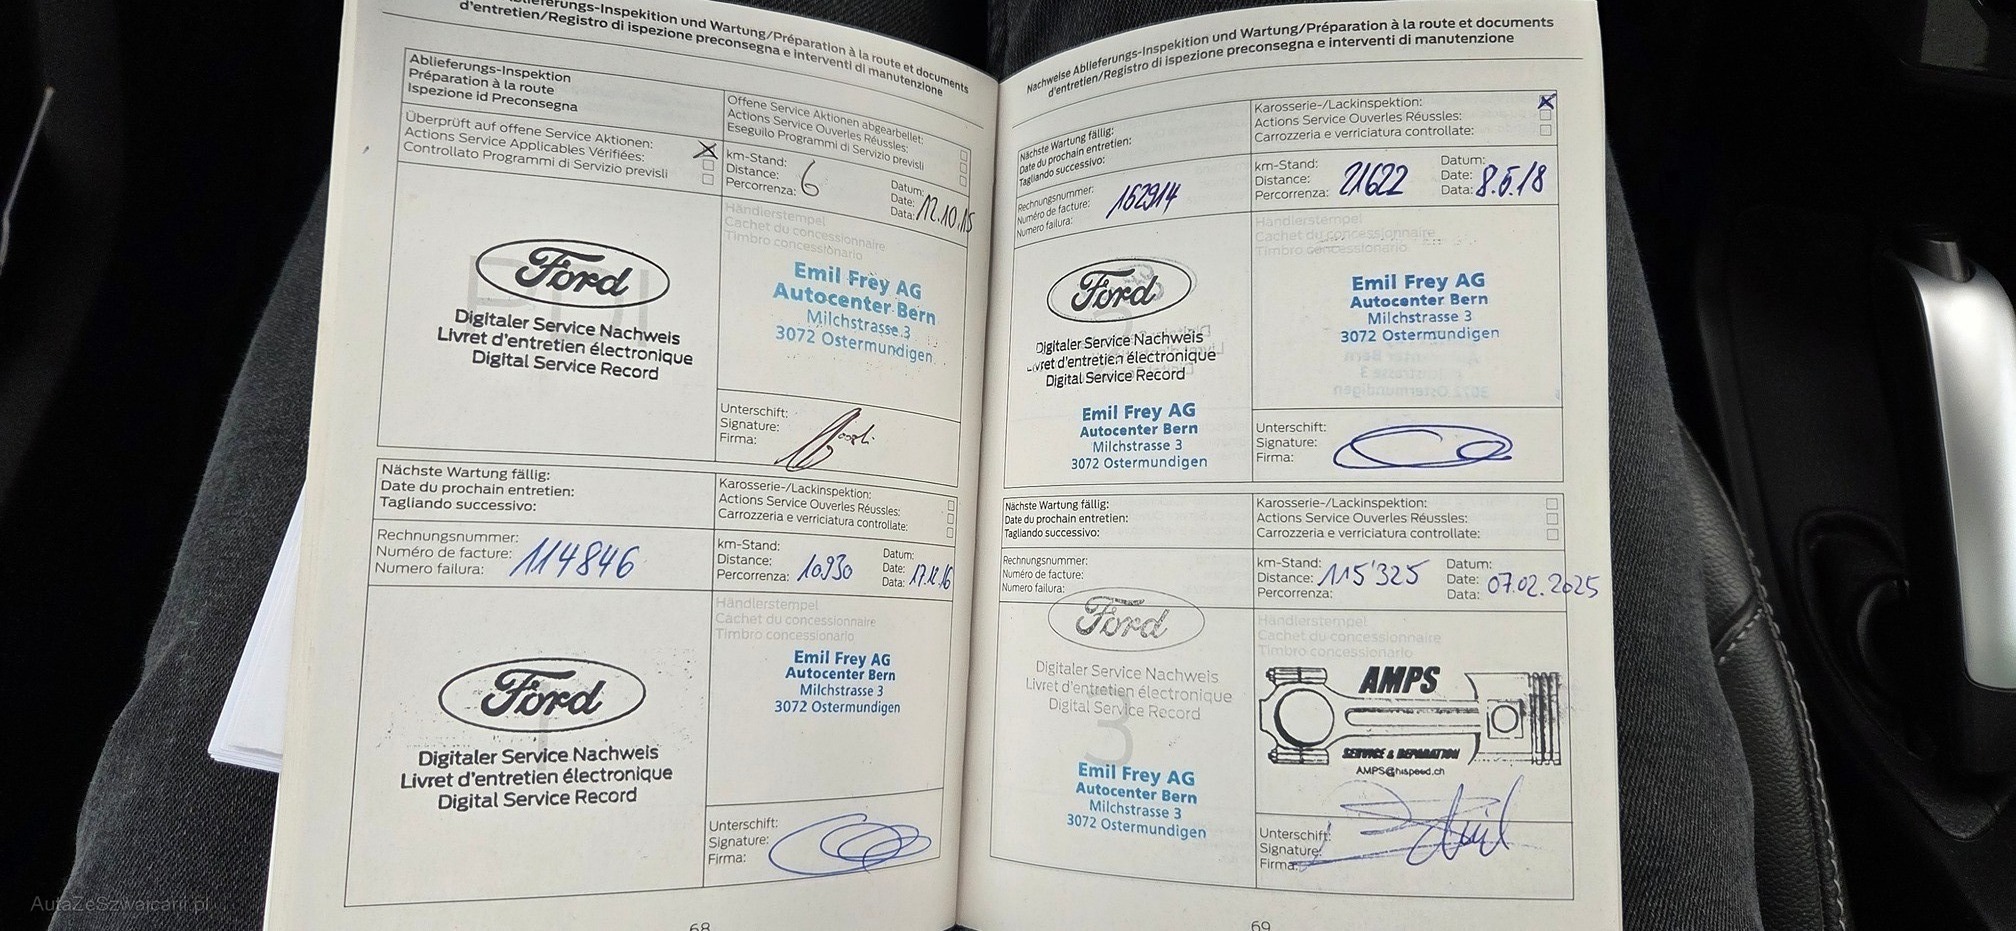 Ablieferungs-Inspektion und Wartung/Préparation à la route et documents
d'entretien/Registro di ispezione preconsegna e interventi di manutenzione
Ablieferungs-Inspektion
Préparation à la route
Ispezione id Preconsegna
Offene Service Aktionen abgearbeitet:
Actions Service Ouverles Réussles:
Eseguilo Programmi di Servizio previsli
Überprüft auf offene Service Aktionen:
Actions Service Applicables Vérifiées:
Controllato Programmi di Servizio previsli
km-Stand:
Distance:
Percorrenza: 6
Datum:
Date:
Data: 12.10.15
Händlerstempel
Cachet du concessionnaire
Timbro concessionario
Ford
Digitaler Service Nachweis
Livret d'entretien électronique
Digital Service Record
Emil Frey AG
Autocenter Bern
Milchstrasse 3
3072 Ostermundigen
Unterschift:
Signature:
Firma:
Nächste Wartung fällig:
Date du prochain entretien:
Tagliando successivo:
Karosserie-/Lackinspektion:
Actions Service Ouverles Réussles:
Carrozzeria e verriciatura controllate:
Rechnungsnummer:
Numéro de facture: 114846
Numero failura:
km-Stand:
Distance:
Percorrenza: 10930
Datum:
Date:
Data: 17.12.16
Händlerstempel
Cachet du concessionnaire
Timbro concessionario
Ford
Digitaler Service Nachweis
Livret d'entretien électronique
Digital Service Record
Emil Frey AG
Autocenter Bern
Milchstrasse 3
3072 Ostermundigen
Unterschift:
Signature:
Firma:
68
Nachweise Ablieferungs-Inspektion und Wartung/Préparation à la route et documents
d'entretien/Registro di ispezione preconsegna e interventi di manutenzione
Nächste Wartung fällig:
Date du prochain entretien:
Tagliando successivo:
Karosserie-/Lackinspektion:
Actions Service Ouverles Réussles:
Carrozzeria e verriciatura controllate:
Rechnungsnummer:
Numéro de facture: 162914
Numero failura:
km-Stand:
Distance:
Percorrenza: 21622
Datum:
Date:
Data: 8.5.18
Händlerstempel
Cachet du concessionnaire
Timbro concessionario
Ford
Digitaler Service Nachweis
Livret d'entretien électronique
Digital Service Record
Emil Frey AG
Autocenter Bern
Milchstrasse 3
3072 Ostermundigen
Emil Frey AG
Autocenter Bern
Milchstrasse 3
3072 Ostermundigen
Unterschift:
Signature:
Firma:
Nächste Wartung fällig:
Date du prochain entretien:
Tagliando successivo:
Karosserie-/Lackinspektion:
Actions Service Ouverles Réussles:
Carrozzeria e verriciatura controllate:
Rechnungsnummer:
Numéro de facture:
Numero failura:
km-Stand:
Distance: 115'325
Percorrenza:
Datum:
Date: 07.02.2025
Data:
Händlerstempel
Cachet du concessionnaire
Timbro concessionario
Ford
Digitaler Service Nachweis
Livret d'entretien électronique
Digital Service Record
3
Emil Frey AG
Autocenter Bern
Milchstrasse 3
3072 Ostermundigen
AMPS
SERVICE & REPARATION
AMPS@hispeed.ch
Unterschift:
Signature:
Firma:
69
AutaZeSzwajcarii.pl